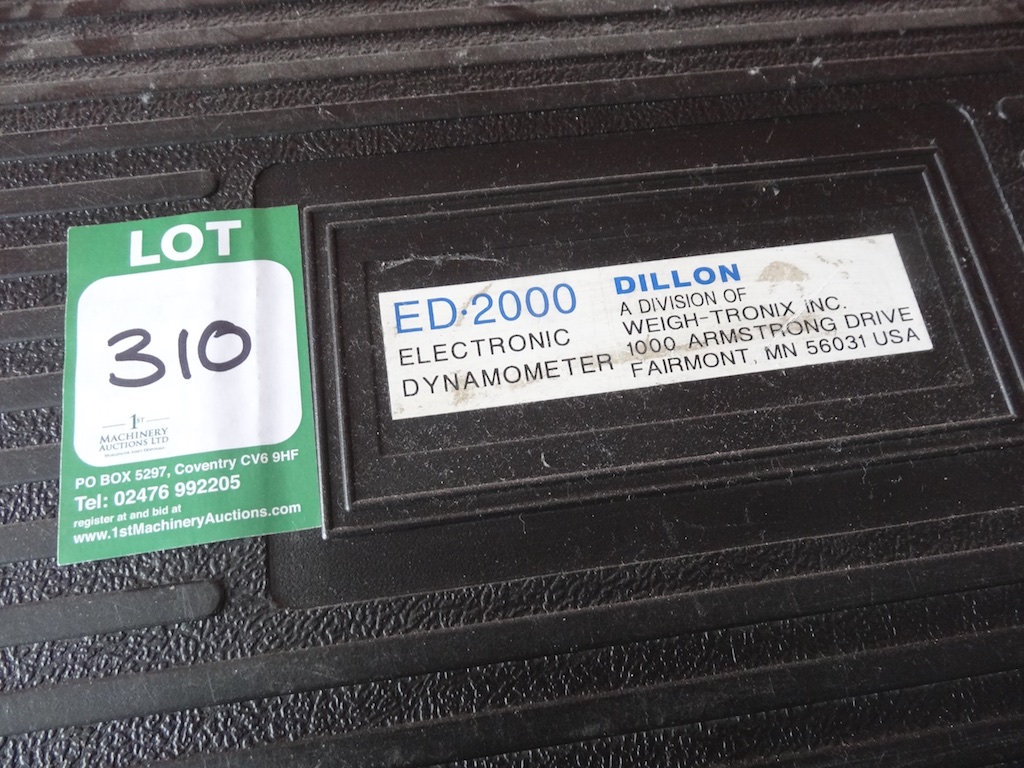 LOT
310
1ST
MACHINERY
AUCTIONS LTD
PO BOX 5297, Coventry CV6 9HF
Tel: 02476 992205
register at and bid at
www.1stMachineryAuctions.com
ED·2000
ELECTRONIC
DYNAMOMETER
DILLON
A DIVISION OF
WEIGH-TRONIX INC.
1000 ARMSTRONG DRIVE
FAIRMONT, MN 56031 USA